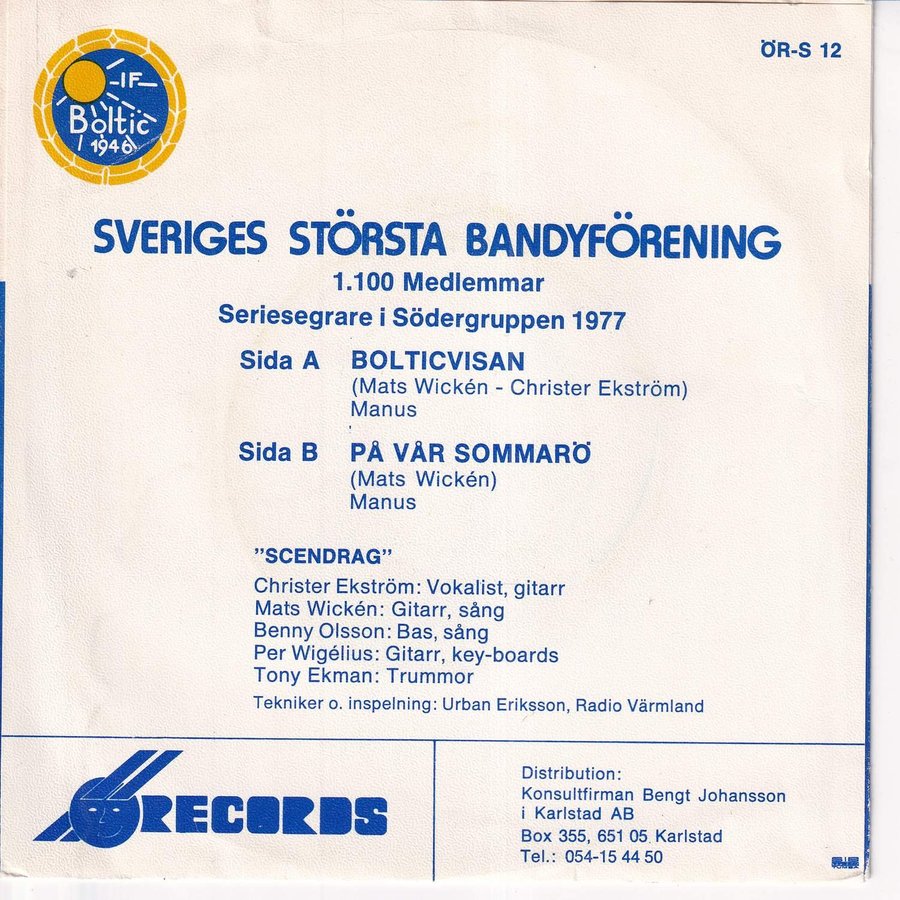 ÖR-S 12
IF
Boltic
1946
SVERIGES STÖRSTA BANDYFÖRENING
1.100 Medlemmar
Seriesegrare i Södergruppen 1977
Sida A BOLTICVISAN
(Mats Wickén - Christer Ekström)
Manus
Sida B PÅ VÅR SOMMARÖ
(Mats Wickén)
Manus
"SCENDRAG"
Christer Ekström: Vokalist, gitarr
Mats Wickén: Gitarr, sång
Benny Olsson: Bas, sång
Per Wigélius: Gitarr, key-boards
Tony Ekman: Trummor
Tekniker o. inspelning: Urban Eriksson, Radio Värmland
RECORDS
Distribution:
Konsultfirman Bengt Johansson
i Karlstad AB
Box 355, 651 05 Karlstad
Tel.: 054-15 44 50